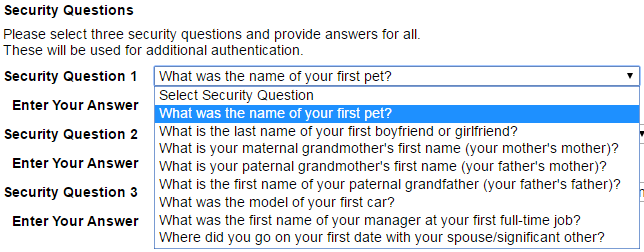 Security Questions
Please select three security questions and provide answers for all.
These will be used for additional authentication.
Security Question 1 What was the name of your first pet?
Select Security Question
Enter Your Answer
What was the name of your first pet?
What is the last name of your first boyfriend or girlfriend?
Security Question 2
What is your maternal grandmother's first name (your mother's mother)?
Enter Your Answer
What is your paternal grandmother's first name (your father's mother)?
What is the first name of your paternal grandfather (your father's father)?
Security Question 3
What was the model of your first car?
Enter Your Answer
What was the first name of your manager at your first full-time job?
Where did you go on your first date with your spouse/significant other?